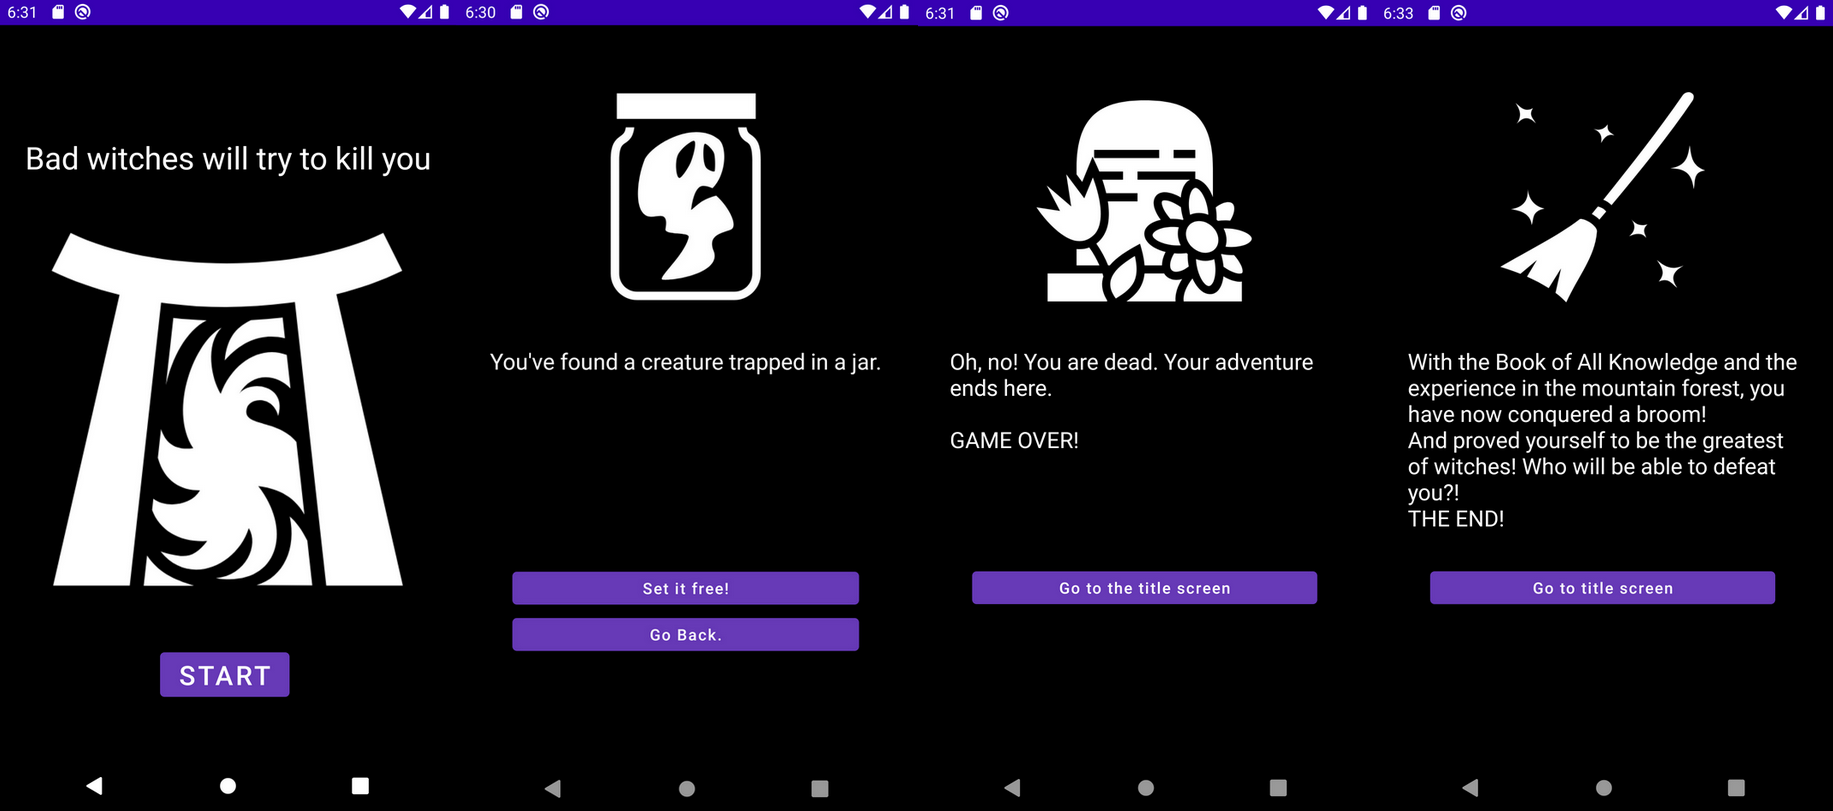 6:31
Bad witches will try to kill you
START
6:30
You've found a creature trapped in a jar.
Set it free!
Go Back.
6:31
Oh, no! You are dead. Your adventure
ends here.
GAME OVER!
Go to the title screen
6:33
With the Book of All Knowledge and the
experience in the mountain forest, you
have now conquered a broom!
And proved yourself to be the greatest
of witches! Who will be able to defeat
you?!
THE END!
Go to title screen